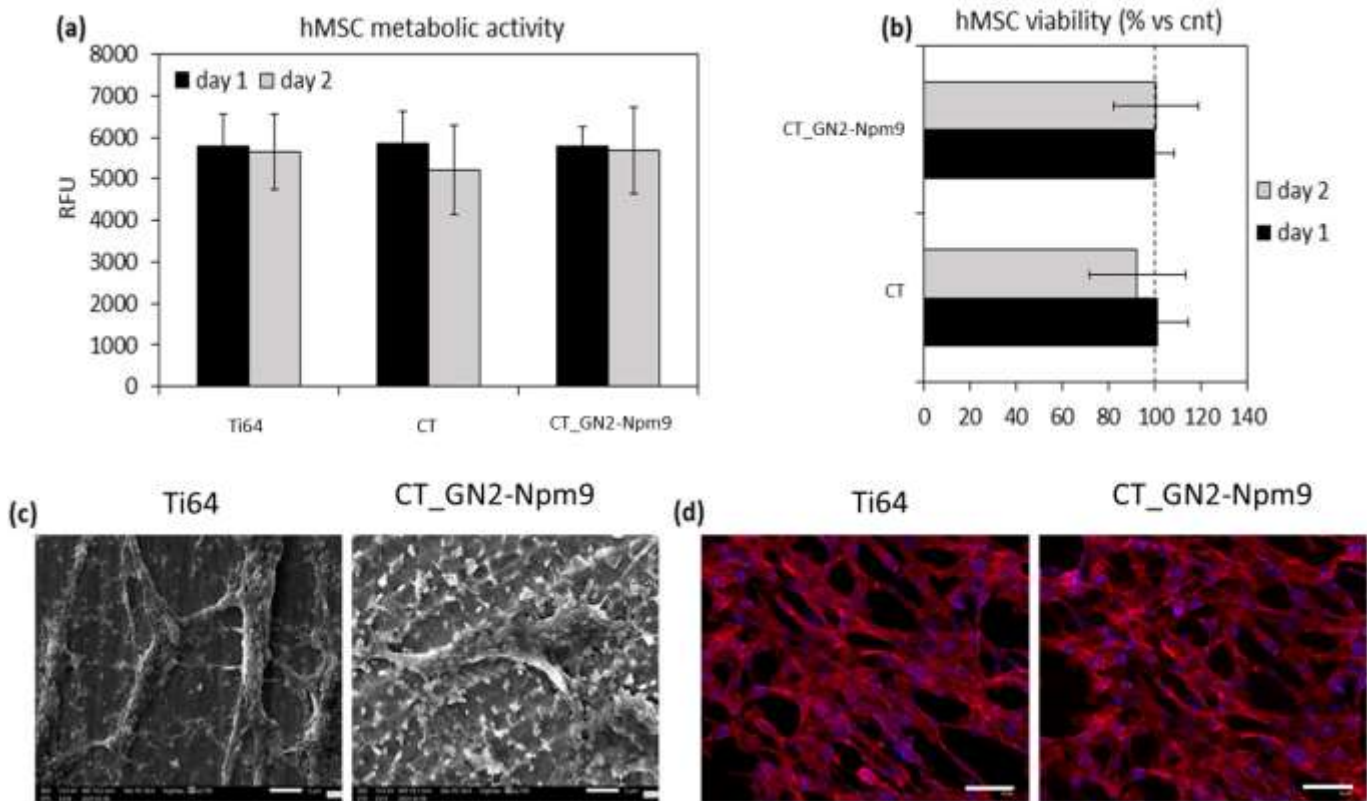 (a)
hMSC metabolic activity
8000
7000
6000
5000
4000
3000
2000
1000
0
RFU
day 1 day 2
Ti64 CT CT_GN2-Npm9
(b)
hMSC viability (% vs cnt)
CT_GN2-Npm9
CT
day 2
day 1
0 20 40 60 80 100 120 140
(c)
Ti64 CT_GN2-Npm9
(d)
Ti64 CT_GN2-Npm9